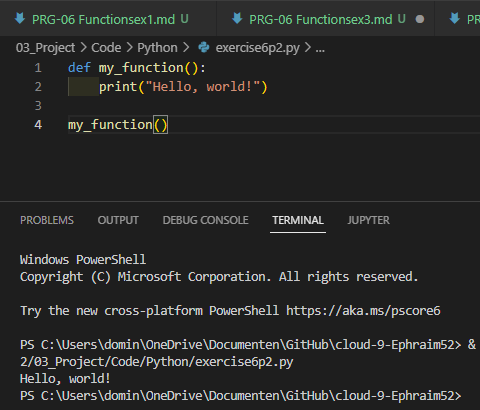 PRG-06 Functionsex1.md U
PRG-06 Functionsex3.md U
PR
03_Project > Code > Python > exercise6p2.py > ...
1 def my_function():
2     print("Hello, world!")
3
4 my_function()
PROBLEMS OUTPUT DEBUG CONSOLE TERMINAL JUPYTER
Windows PowerShell
Copyright (C) Microsoft Corporation. All rights reserved.
Try the new cross-platform PowerShell https://aka.ms/pscore6
PS C:\Users\domin\OneDrive\Documenten\GitHub\cloud-9-Ephraim52> &
2/03_Project/Code/Python/exercise6p2.py
Hello, world!
PS C:\Users\domin\OneDrive\Documenten\GitHub\cloud-9-Ephraim52>